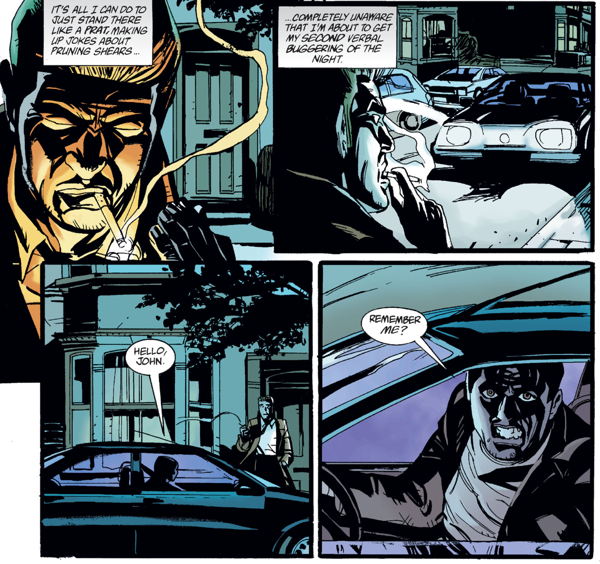 IT'S ALL I CAN DO TO
JUST STAND THERE
LIKE A PRAT, MAKING
UP JOKES ABOUT
PRUNING SHEARS...
...COMPLETELY UNAWARE
THAT I'M ABOUT TO GET
MY SECOND VERBAL
BUGGERING OF THE
NIGHT.
HELLO,
JOHN.
REMEMBER
ME?